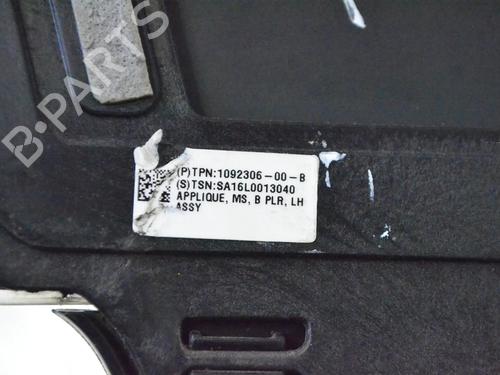 B-PARTS
(P)TPN:1092306-00-B
(S)TSN:SA16L0013040
APPLIQUE, MS, B PLR, LH
ASSY